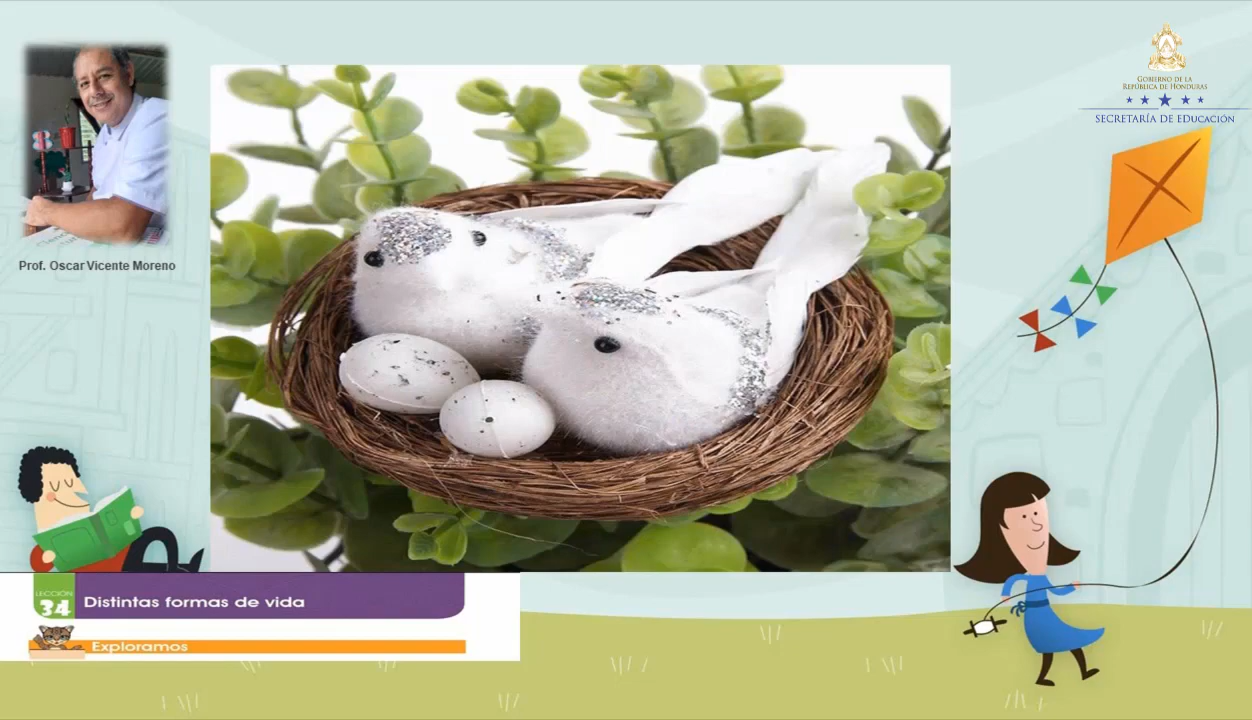 GOBIERNO DE LA
REPÚBLICA DE HONDURAS
SECRETARÍA DE EDUCACIÓN
Prof. Oscar Vicente Moreno
LECCIÓN
34
Distintas formas de vida
Exploramos